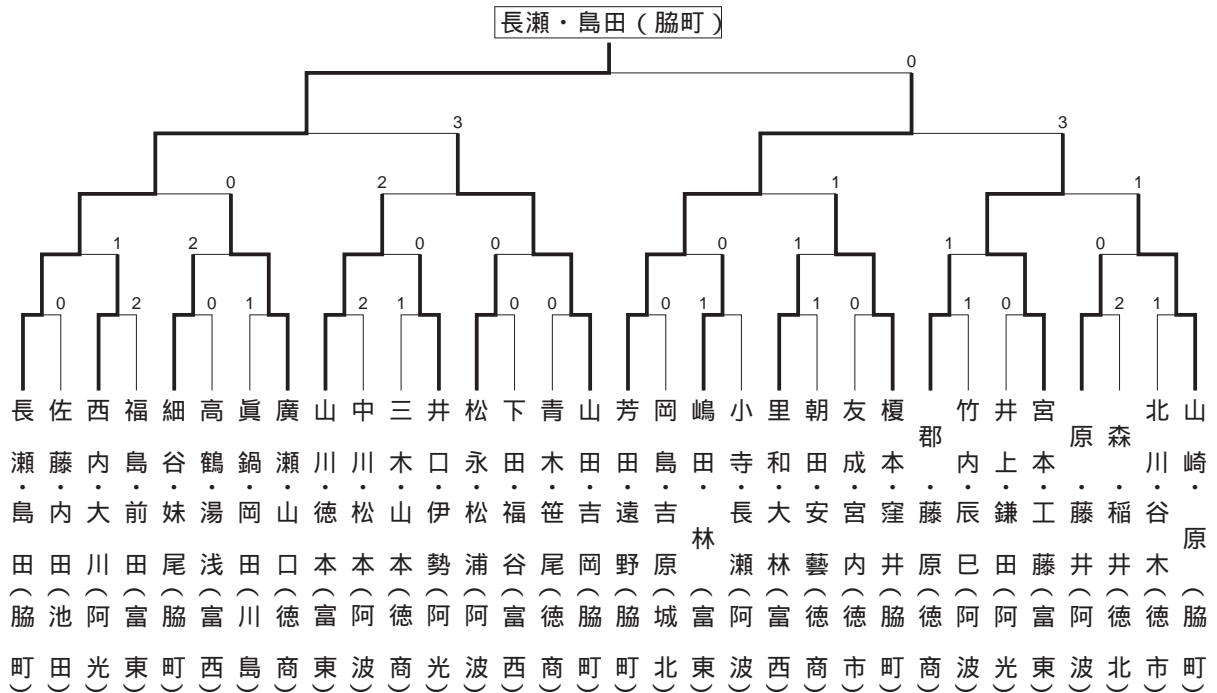 長瀬・島田（脇町）
0
3
3
0
2
1
1
1
2
0
0
0
1
1
0
0
2
0
1
2
1
0
0
0
1
1
0
1
0
2
1
長瀬・島田（脇町）
佐藤・内田（池田）
西内・大川（阿光）
福島・前田（富東）
細谷・妹尾（脇町）
高鶴・湯浅（富西）
眞鍋・岡田（川島）
廣瀬・山口（徳商）
山川・徳本（富東）
中川・松本（阿波）
三木・山本（徳商）
井口・伊勢（阿光）
松永・松浦（阿波）
下田・福谷（富西）
青木・笹尾（徳商）
山田・吉岡（脇町）
芳田・遠野（脇町）
岡島・吉原（城北）
嶋田・林（富東）
小寺・長瀬（阿波）
里和・大林（富西）
朝田・安藝（徳商）
友成・宮内（徳市）
榎本・窪井（脇町）
郡・藤原（徳商）
竹内・辰巳（阿波）
井上・鎌田（阿光）
宮本・工藤（富東）
原・藤井（阿波）
森・稲井（徳北）
北川・谷木（徳市）
山崎・原（脇町）